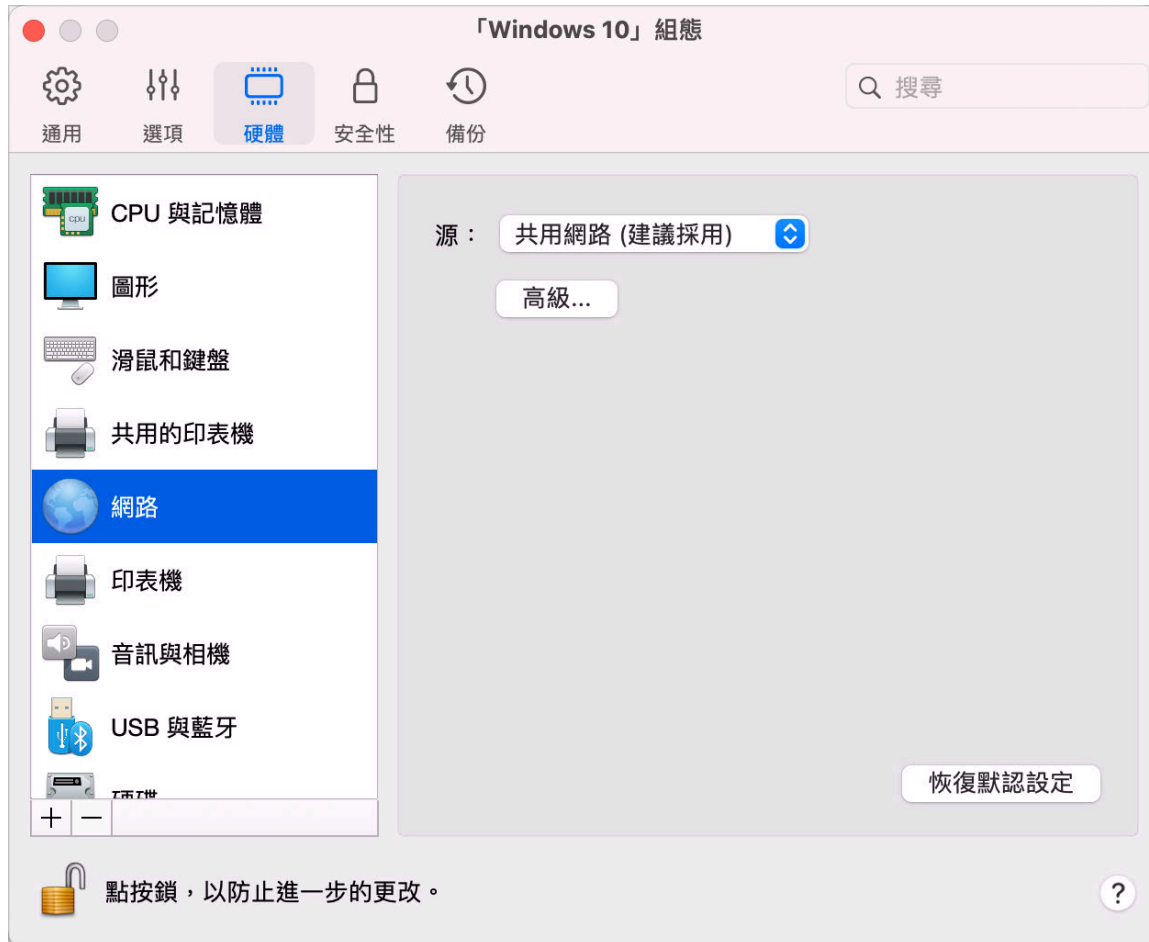 「Windows 10」組態
通用
選項
硬體
安全性
備份
搜尋
CPU 與記憶體
cpu
圖形
滑鼠和鍵盤
共用的印表機
網路
印表機
音訊與相機
USB 與藍牙
硬碟
源：
共用網路 (建議採用)
高級...
恢復默認設定
點按鎖，以防止進一步的更改。
?